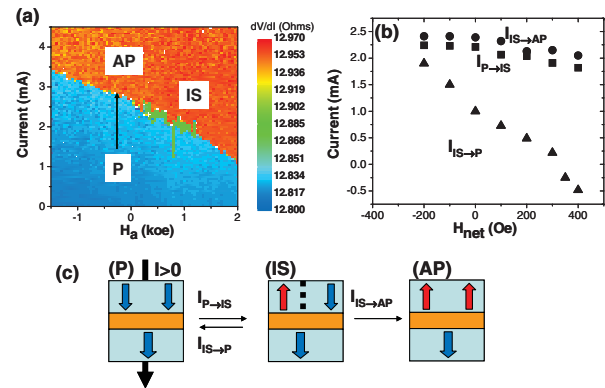 (a)
dV/dI (Ohms)
12.970
12.953
12.936
12.919
12.902
12.885
12.868
12.851
12.834
12.817
12.800
AP
IS
P
Current (mA)
4
3
2
1
0
-1
0
1
2
Hₐ (koe)
(b)
I_IS→AP
I_P→IS
I_IS→P
Current (mA)
2.5
2.0
1.5
1.0
0.5
0.0
-0.5
-400
-200
0
200
400
H_net (Oe)
(c)
(P)
I>0
I_P→IS
I_IS→P
(IS)
I_IS→AP
(AP)